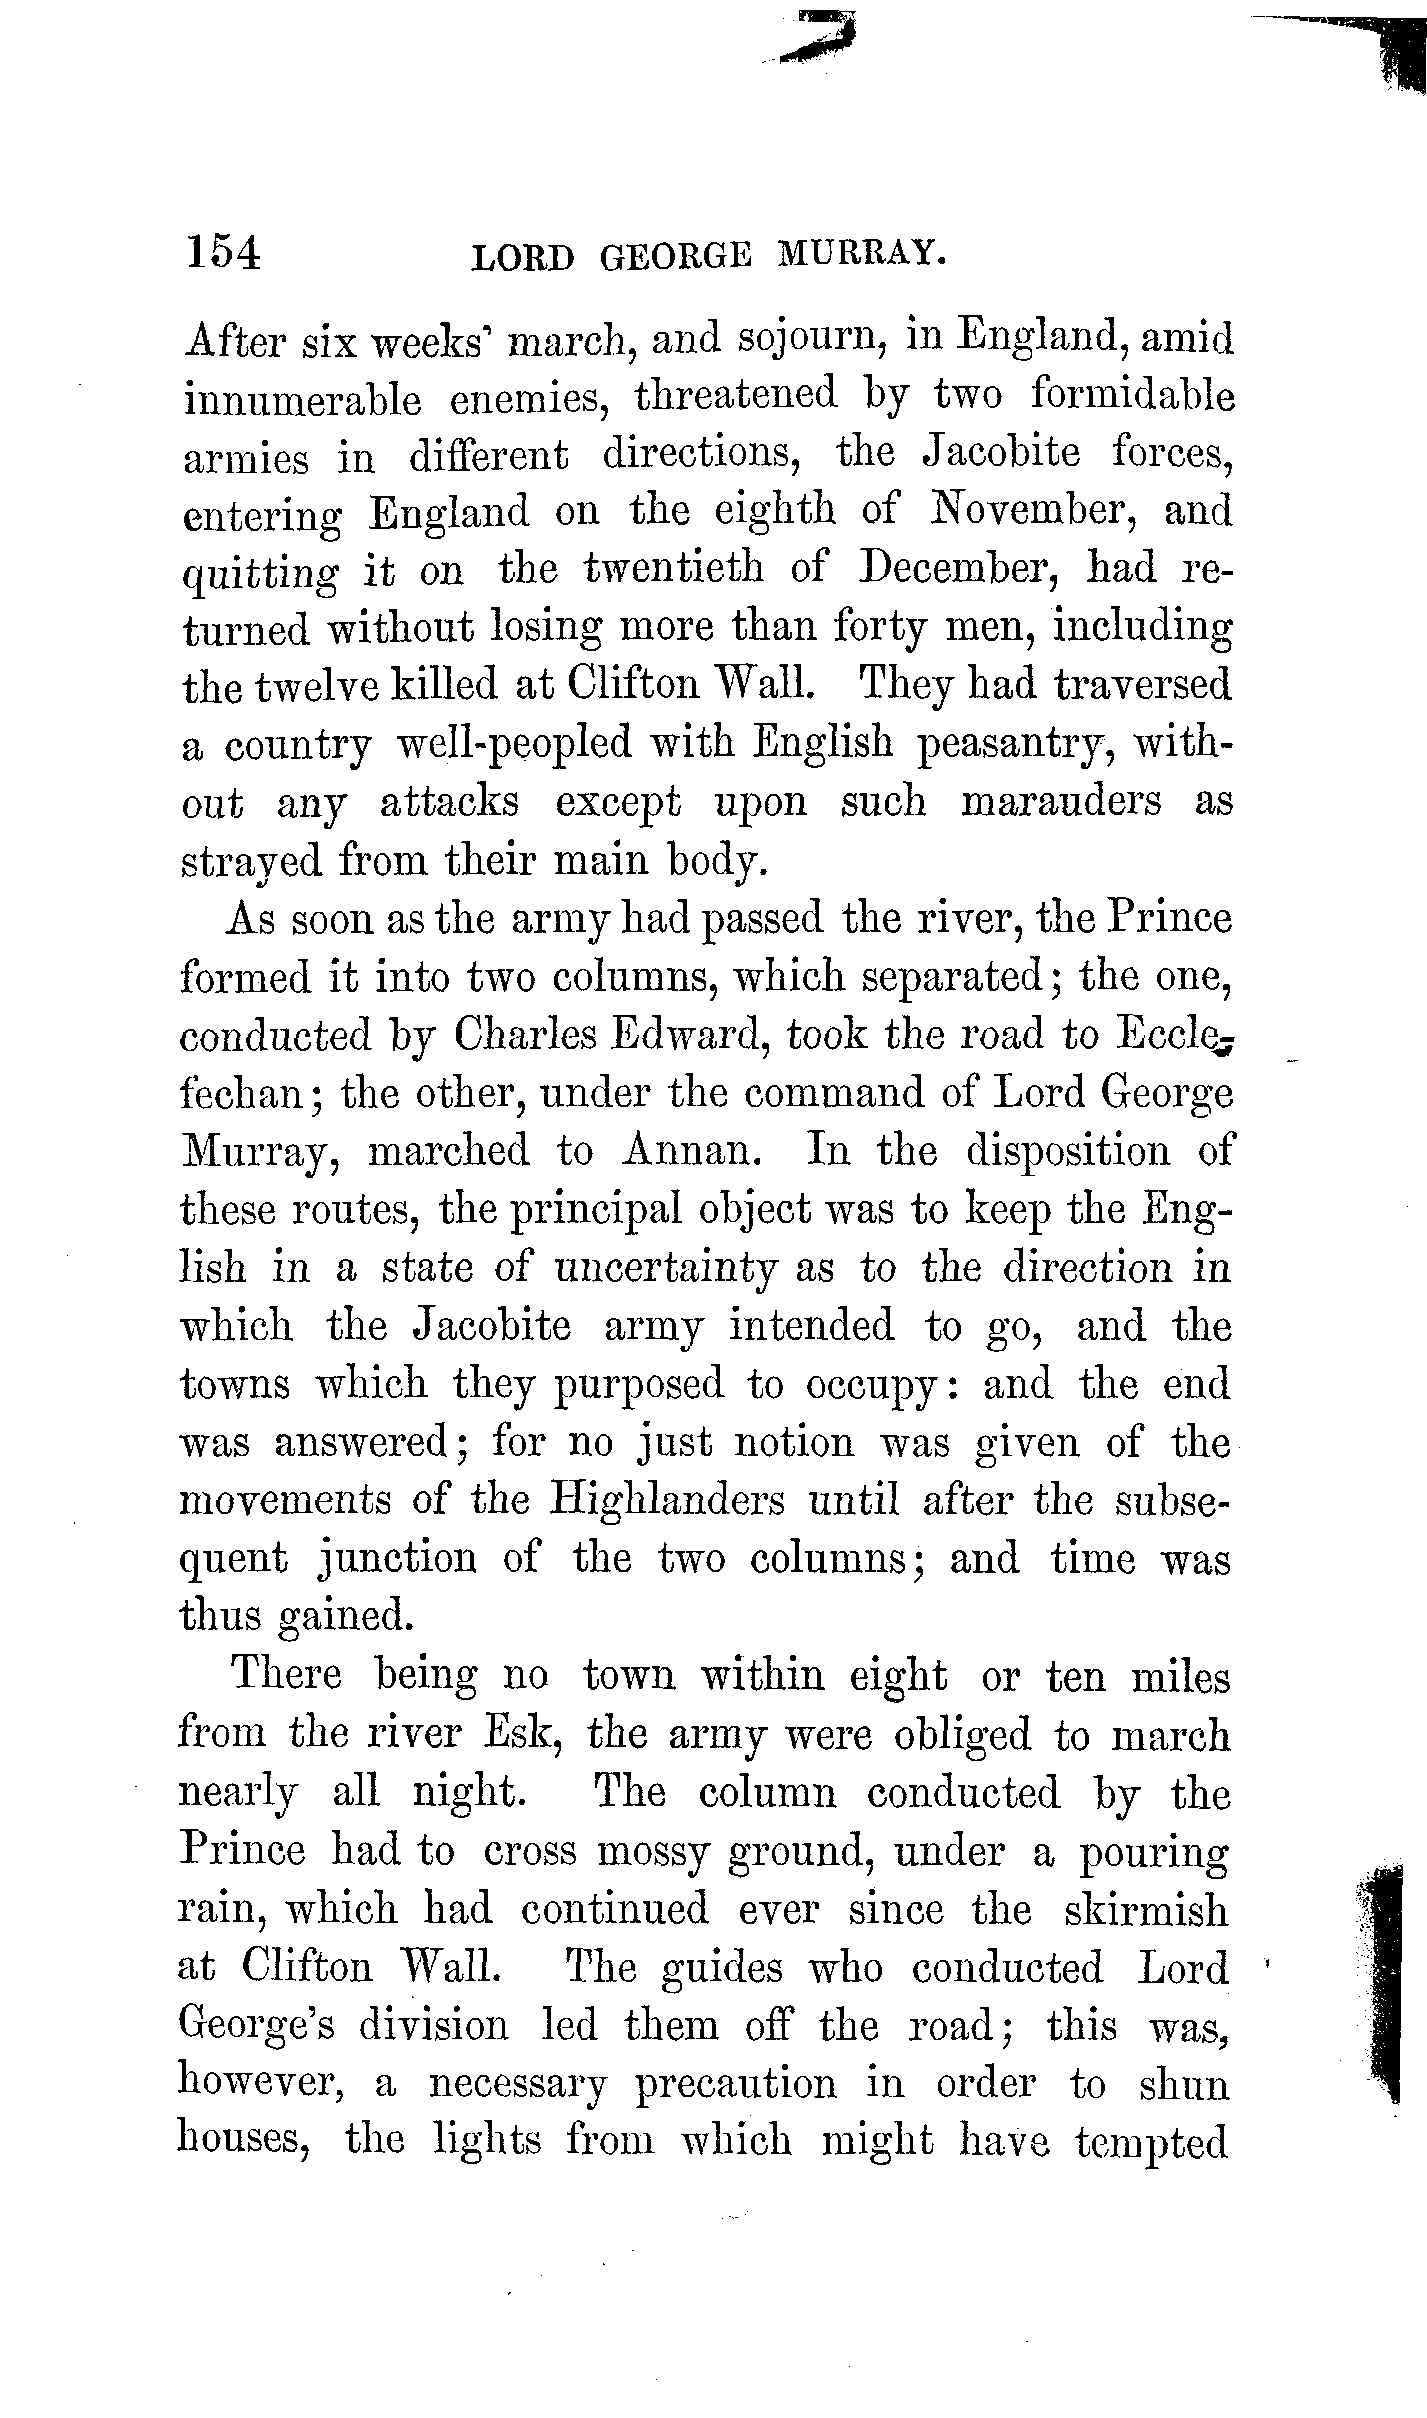 154 LORD GEORGE MURRAY.
After six weeks' march, and sojourn, in England, amid
innumerable enemies, threatened by two formidable
armies in different directions, the Jacobite forces,
entering England on the eighth of November, and
quitting it on the twentieth of December, had re-
turned without losing more than forty men, including
the twelve killed at Clifton Wall. They had traversed
a country well-peopled with English peasantry, with-
out any attacks except upon such marauders as
strayed from their main body.
As soon as the army had passed the river, the Prince
formed it into two columns, which separated; the one,
conducted by Charles Edward, took the road to Eccle-
fechan; the other, under the command of Lord George
Murray, marched to Annan. In the disposition of
these routes, the principal object was to keep the Eng-
lish in a state of uncertainty as to the direction in
which the Jacobite army intended to go, and the
towns which they purposed to occupy: and the end
was answered; for no just notion was given of the
movements of the Highlanders until after the subse-
quent junction of the two columns; and time was
thus gained.
There being no town within eight or ten miles
from the river Esk, the army were obliged to march
nearly all night. The column conducted by the
Prince had to cross mossy ground, under a pouring
rain, which had continued ever since the skirmish
at Clifton Wall. The guides who conducted Lord
George's division led them off the road; this was,
however, a necessary precaution in order to shun
houses, the lights from which might have tempted